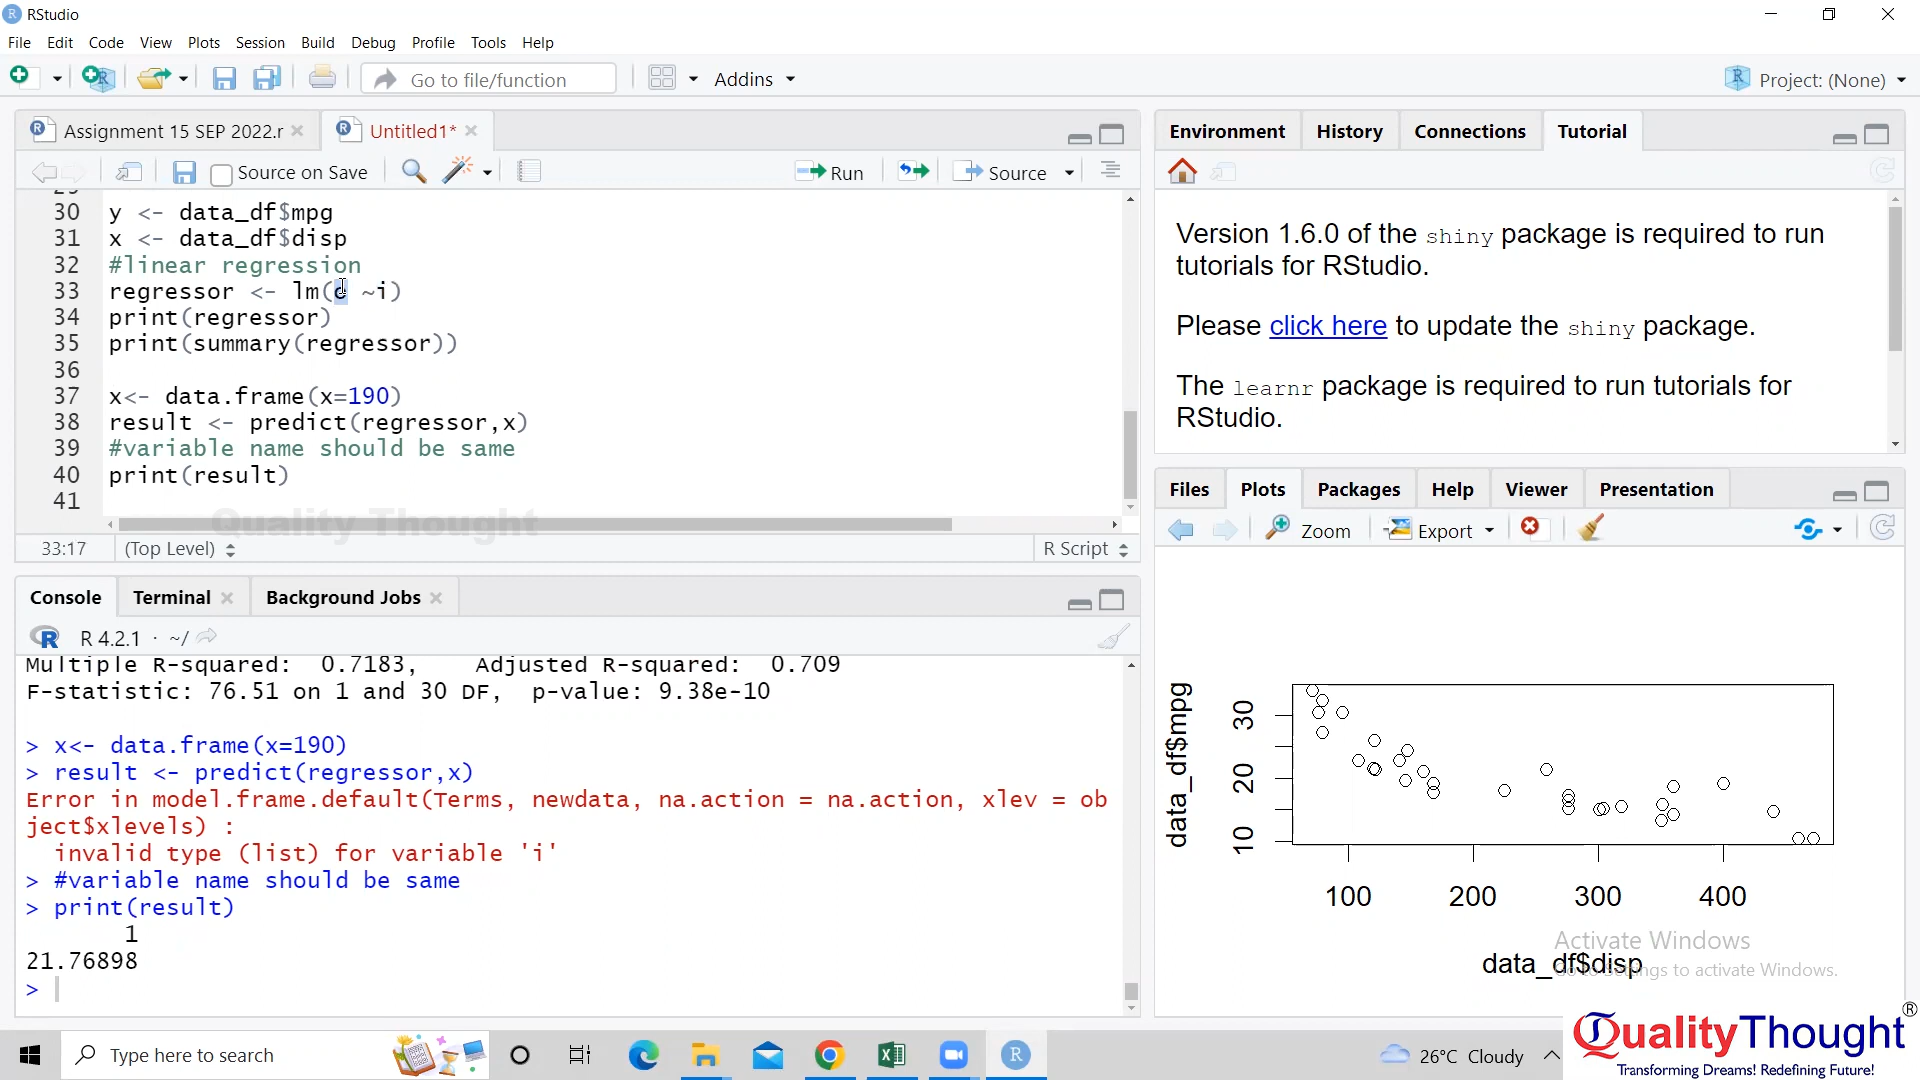 RStudio
File Edit Code View Plots Session Build Debug Profile Tools Help
Go to file/function Addins Project: (None)
Assignment 15 SEP 2022.r Untitled1*
Source on Save Run Source
30 y <- data_df$mpg
31 x <- data_df$disp
32 #linear regression
33 regressor <- lm( ~i)
34 print(regressor)
35 print(summary(regressor))
36
37 x<- data.frame(x=190)
38 result <- predict(regressor,x)
39 #variable name should be same
40 print(result)
41
Quality Thought
33:17 (Top Level) R Script
Console Terminal Background Jobs
R 4.2.1 · ~/
Multiple R-squared: 0.7183, Adjusted R-squared: 0.709
F-statistic: 76.51 on 1 and 30 DF, p-value: 9.38e-10
> x<- data.frame(x=190)
> result <- predict(regressor,x)
Error in model.frame.default(Terms, newdata, na.action = na.action, xlev = ob
ject$xlevels) :
invalid type (list) for variable 'i'
> #variable name should be same
> print(result)
1
21.76898
>
Environment History Connections Tutorial
Version 1.6.0 of the shiny package is required to run
tutorials for RStudio.
Please click here to update the shiny package.
The learnr package is required to run tutorials for
RStudio.
Files Plots Packages Help Viewer Presentation
Zoom Export
data_df$mpg
10 20 30
100 200 300 400
data_df$disp
Activate Windows
Go to Settings to activate Windows.
Type here to search
26°C Cloudy
QualityThought®
Transforming Dreams! Redefining Future!